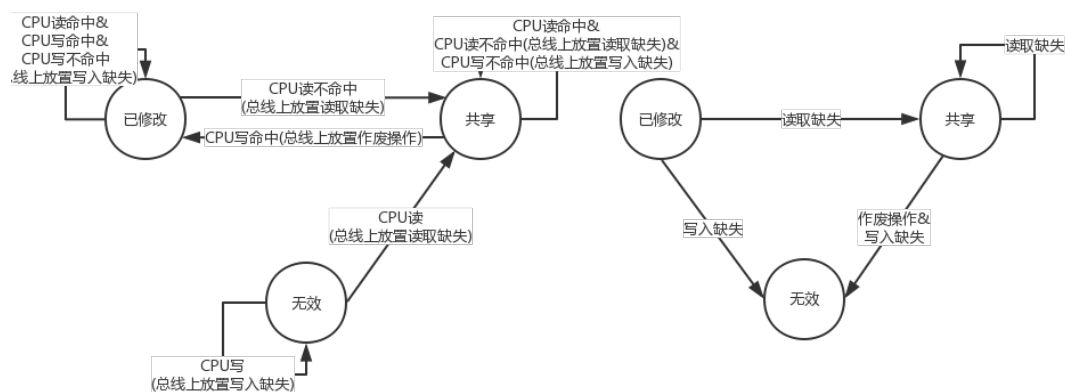 CPU读命中&
CPU写命中&
CPU写不命中
线上放置写入缺失)
已修改
CPU读不命中
(总线上放置读取缺失)
CPU写命中(总线上放置作废操作)
CPU读命中&
CPU读不命中(总线上放置读取缺失)&
CPU写不命中(总线上放置写入缺失)
共享
CPU读
(总线上放置读取缺失)
无效
CPU写
(总线上放置写入缺失)
已修改
读取缺失
共享
读取缺失
写入缺失
作废操作&
写入缺失
无效